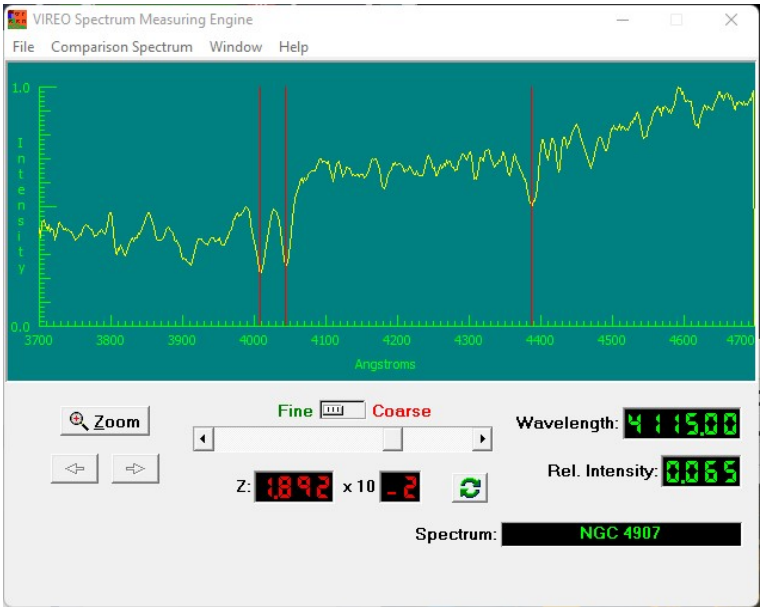 VIREO Spectrum Measuring Engine
File Comparison Spectrum Window Help
1.0
Intensity
0.0
3700 3800 3900 4000 4100 4200 4300 4400 4500 4600 4700
Angstroms
Fine Coarse
Zoom
Wavelength: 4115.00
Rel. Intensity: 0.065
Z: 1.892 x 10 -2
Spectrum: NGC 4907